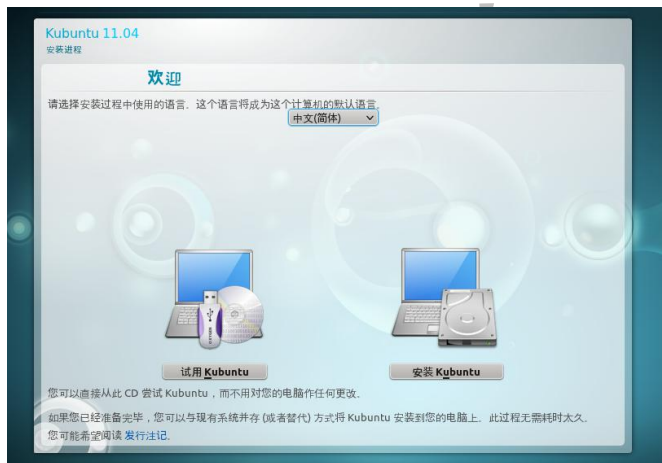 Kubuntu 11.04
安装进程
欢迎
请选择安装过程中使用的语言。这个语言将成为这个计算机的默认语言。
中文(简体)
试用 Kubuntu 安装 Kubuntu
您可以直接从此 CD 尝试 Kubuntu，而不用对您的电脑作任何更改。
如果您已经准备完毕，您可以与现有系统并存 (或者替代) 方式将 Kubuntu 安装到您的电脑上。此过程无需耗时太久。
您可能希望阅读 发行注记。